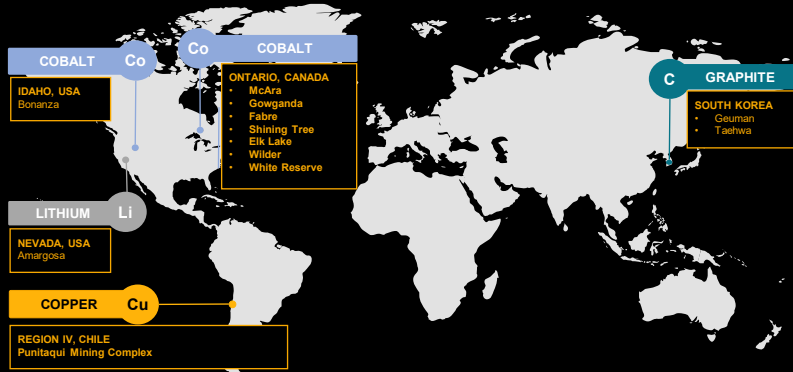 COBALT Co
IDAHO, USA
Bonanza
Co COBALT
ONTARIO, CANADA
• McAra
• Gowganda
• Fabre
• Shining Tree
• Elk Lake
• Wilder
• White Reserve
C GRAPHITE
SOUTH KOREA
• Geuman
• Taehwa
LITHIUM Li
NEVADA, USA
Amargosa
COPPER Cu
REGION IV, CHILE
Punitaqui Mining Complex